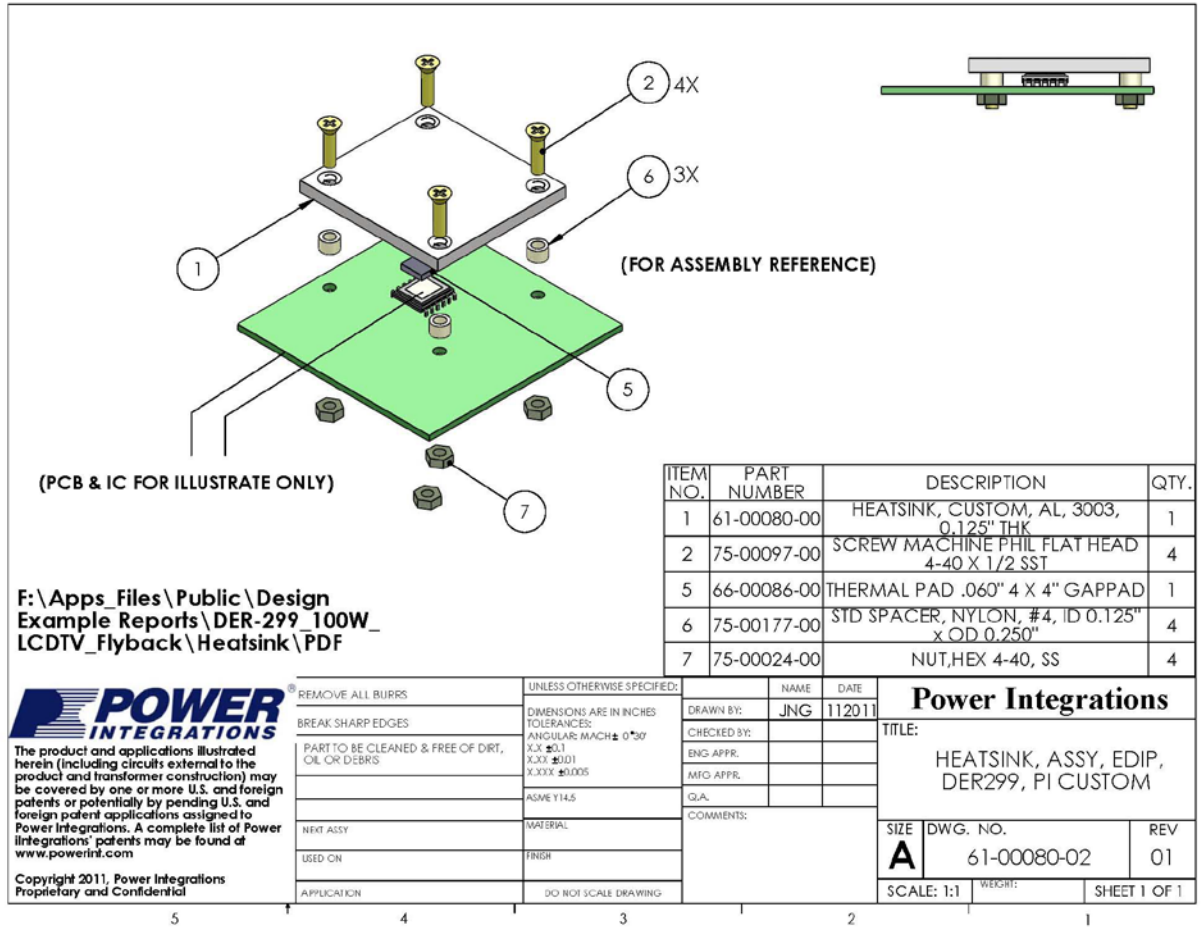 2 4X
6 3X
1
(FOR ASSEMBLY REFERENCE)
5
(PCB & IC FOR ILLUSTRATE ONLY)
7
ITEM NO. PART NUMBER DESCRIPTION QTY.
1 61-00080-00 HEATSINK, CUSTOM, AL, 3003, 0.125" THK 1
2 75-00097-00 SCREW MACHINE PHIL FLAT HEAD 4-40 X 1/2 SST 4
5 66-00086-00 THERMAL PAD .060" 4 X 4" GAPPAD 1
6 75-00177-00 STD SPACER, NYLON, #4, ID 0.125" x OD 0.250" 4
7 75-00024-00 NUT,HEX 4-40, SS 4
F:\Apps_Files\Public\Design
Example Reports\DER-299_100W_
LCDTV_Flyback\Heatsink\PDF
POWER®
INTEGRATIONS
The product and applications illustrated
herein (including circuits external to the
product and transformer construction) may
be covered by one or more U.S. and foreign
patents or potentially by pending U.S. and
foreign patent applications assigned to
Power Integrations. A complete list of Power
Iintegrations' patents may be found at
www.powerint.com
Copyright 2011, Power Integrations
Proprietary and Confidential
REMOVE ALL BURRS
BREAK SHARP EDGES
PART TO BE CLEANED & FREE OF DIRT,
OIL OR DEBRIS
NEXT ASSY
USED ON
APPLICATION
UNLESS OTHERWISE SPECIFIED:
DIMENSIONS ARE IN INCHES
TOLERANCES:
ANGULAR: MACH± 0°30'
X.X ±0.1
X.XX ±0.01
X.XXX ±0.005
ASME Y14.5
MATERIAL
FINISH
DO NOT SCALE DRAWING
NAME DATE
DRAWN BY: JNG 112011
CHECKED BY:
ENG APPR.
MFG APPR.
Q.A.
COMMENTS:
Power Integrations
TITLE:
HEATSINK, ASSY, EDIP,
DER299, PI CUSTOM
SIZE DWG. NO. REV
A 61-00080-02 01
SCALE: 1:1 WEIGHT: SHEET 1 OF 1
5 4 3 2 1